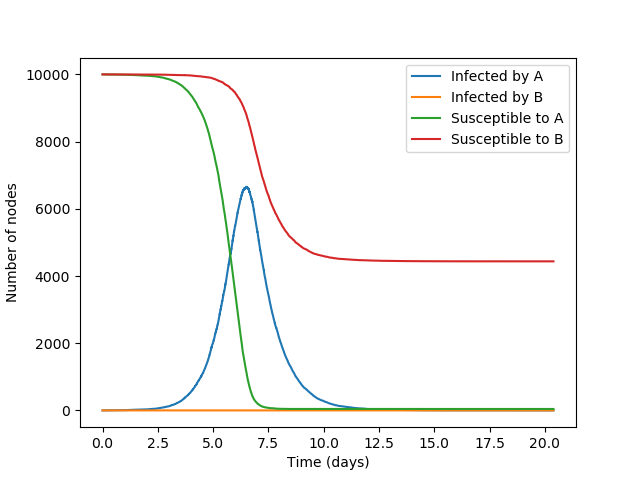 Infected by A
Infected by B
Susceptible to A
Susceptible to B
Number of nodes
10000
8000
6000
4000
2000
0
0.0 2.5 5.0 7.5 10.0 12.5 15.0 17.5 20.0
Time (days)